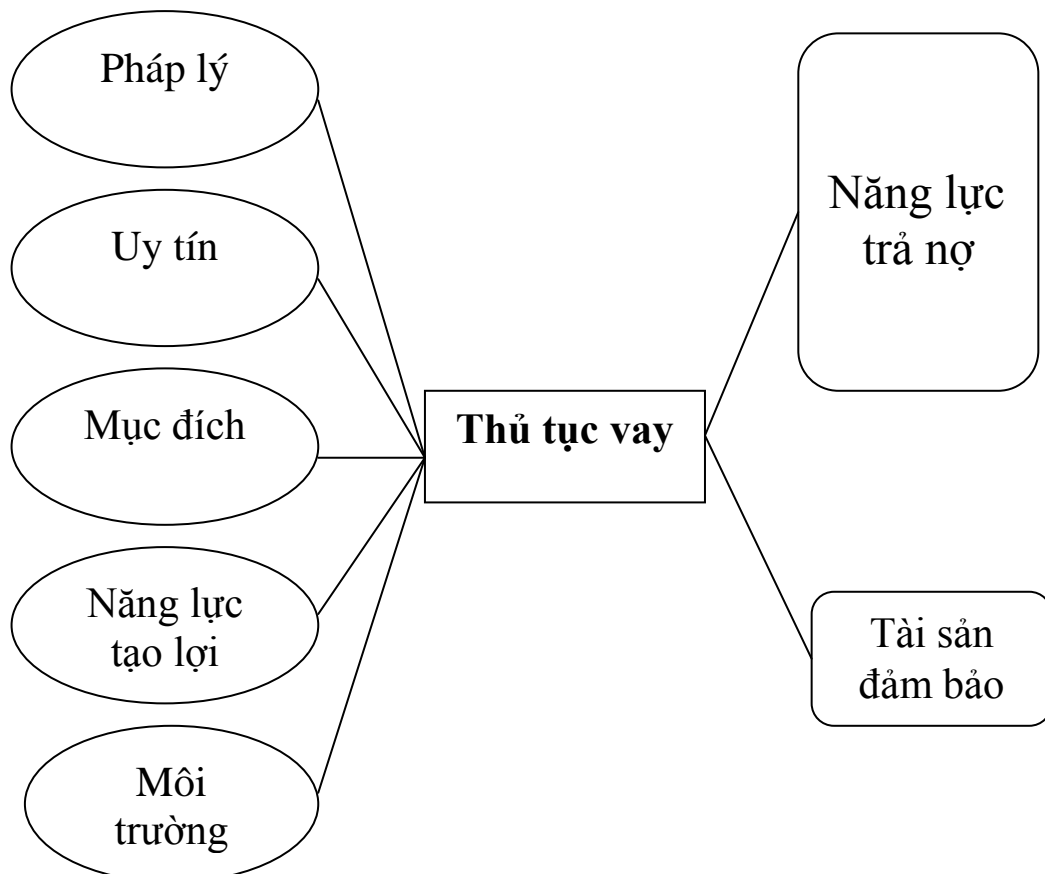 Pháp lý
Uy tín
Mục đích
Năng lực
tạo lợi
Môi
trường
Thủ tục vay
Năng lực
trả nợ
Tài sản
đảm bảo